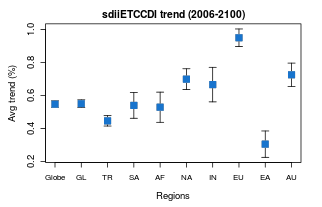 sdiiETCCDI trend (2006-2100)
Avg trend (%)
1.0
0.8
0.6
0.4
0.2
Globe GL TR SA AF NA IN EU EA AU
Regions